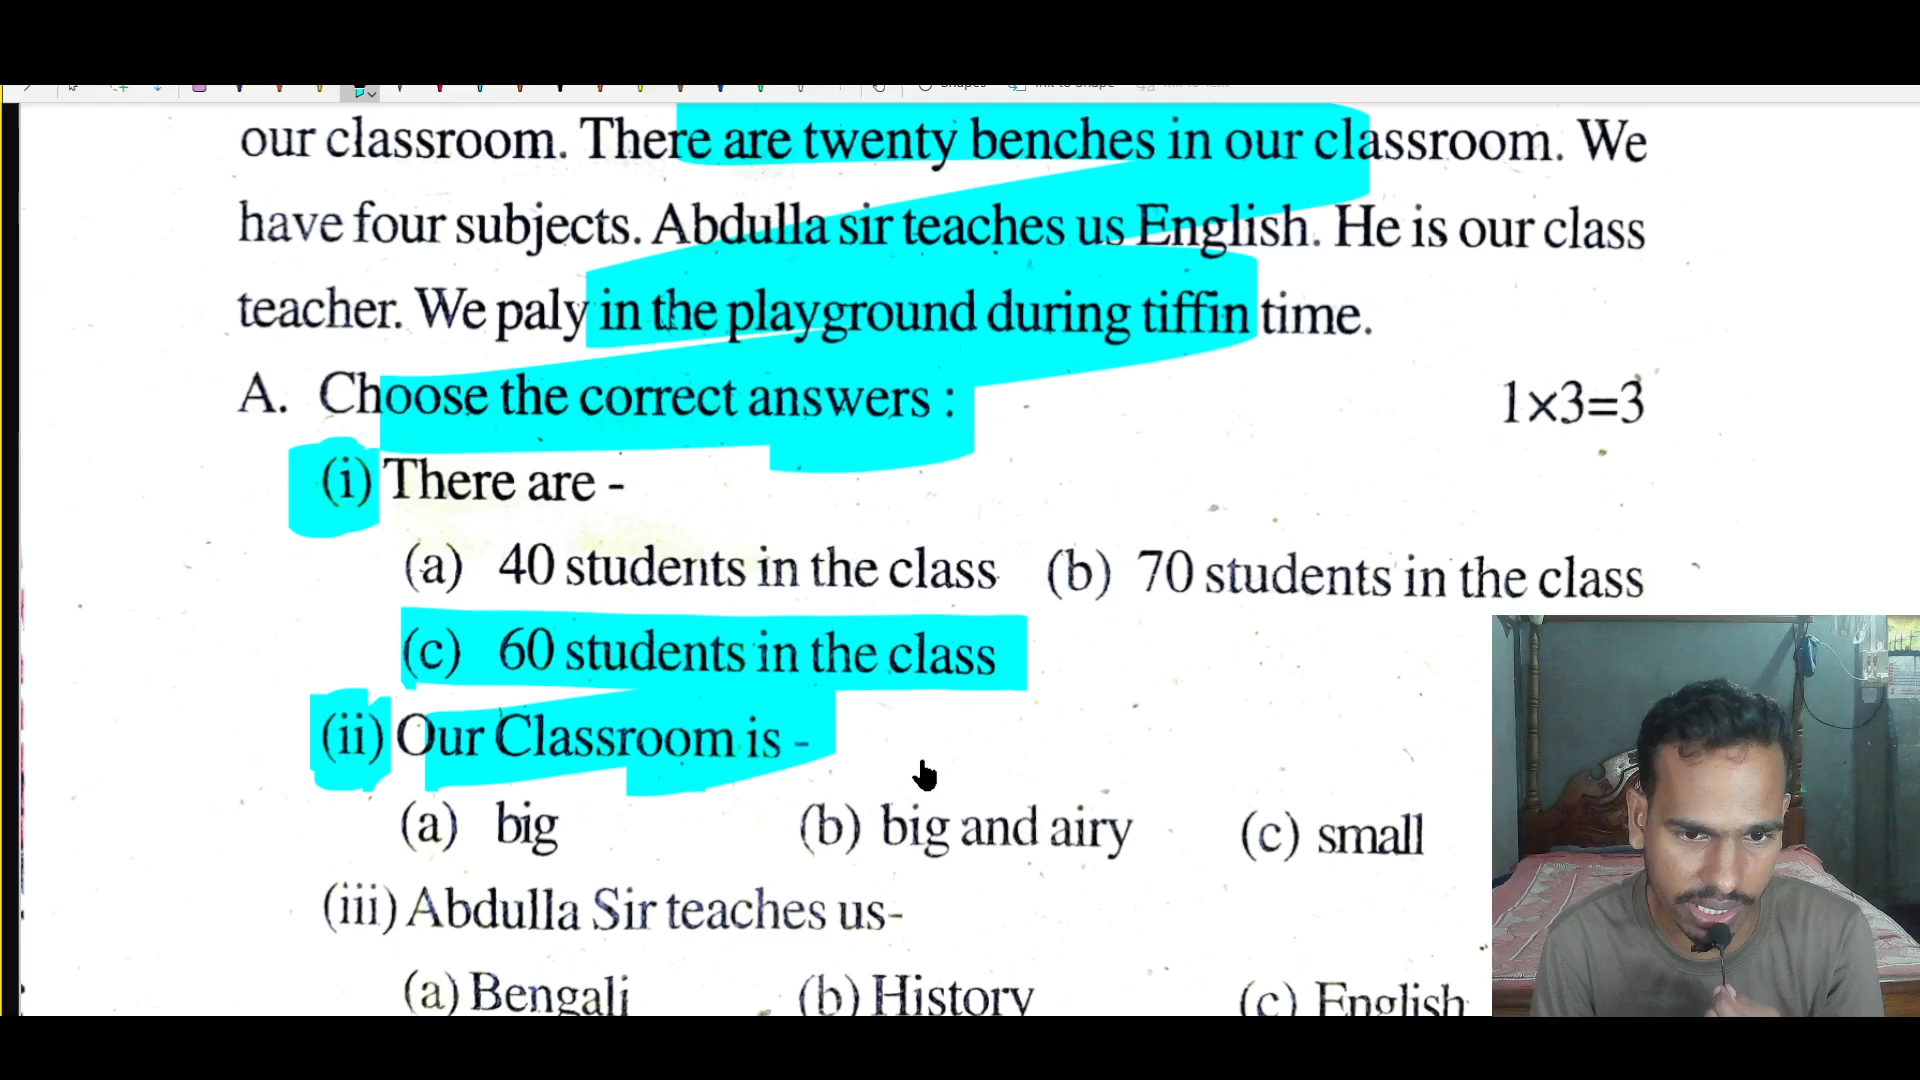 our classroom. There are twenty benches in our classroom. We
have four subjects. Abdulla sir teaches us English. He is our class
teacher. We paly in the playground during tiffin time.
A. Choose the correct answers : 1×3=3
(i) There are -
(a) 40 students in the class (b) 70 students in the class
(c) 60 students in the class
(ii) Our Classroom is -
(a) big (b) big and airy (c) small
(iii) Abdulla Sir teaches us-
(a) Bengali (b) History (c) English